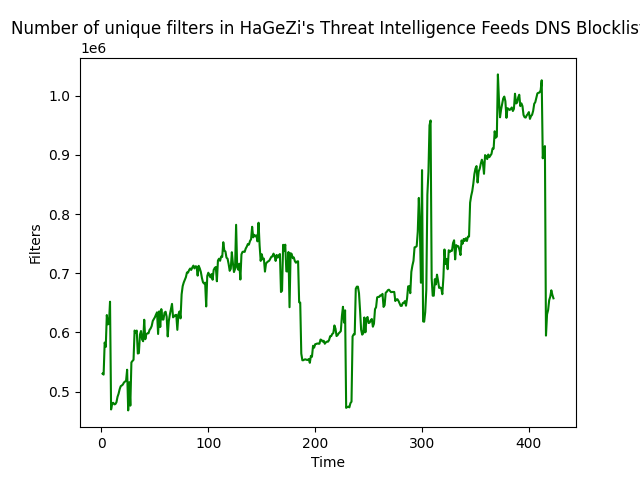 Number of unique filters in HaGeZi's Threat Intelligence Feeds DNS Blocklist
1e6
1.0
0.9
0.8
0.7
0.6
0.5
Filters
0 100 200 300 400
Time